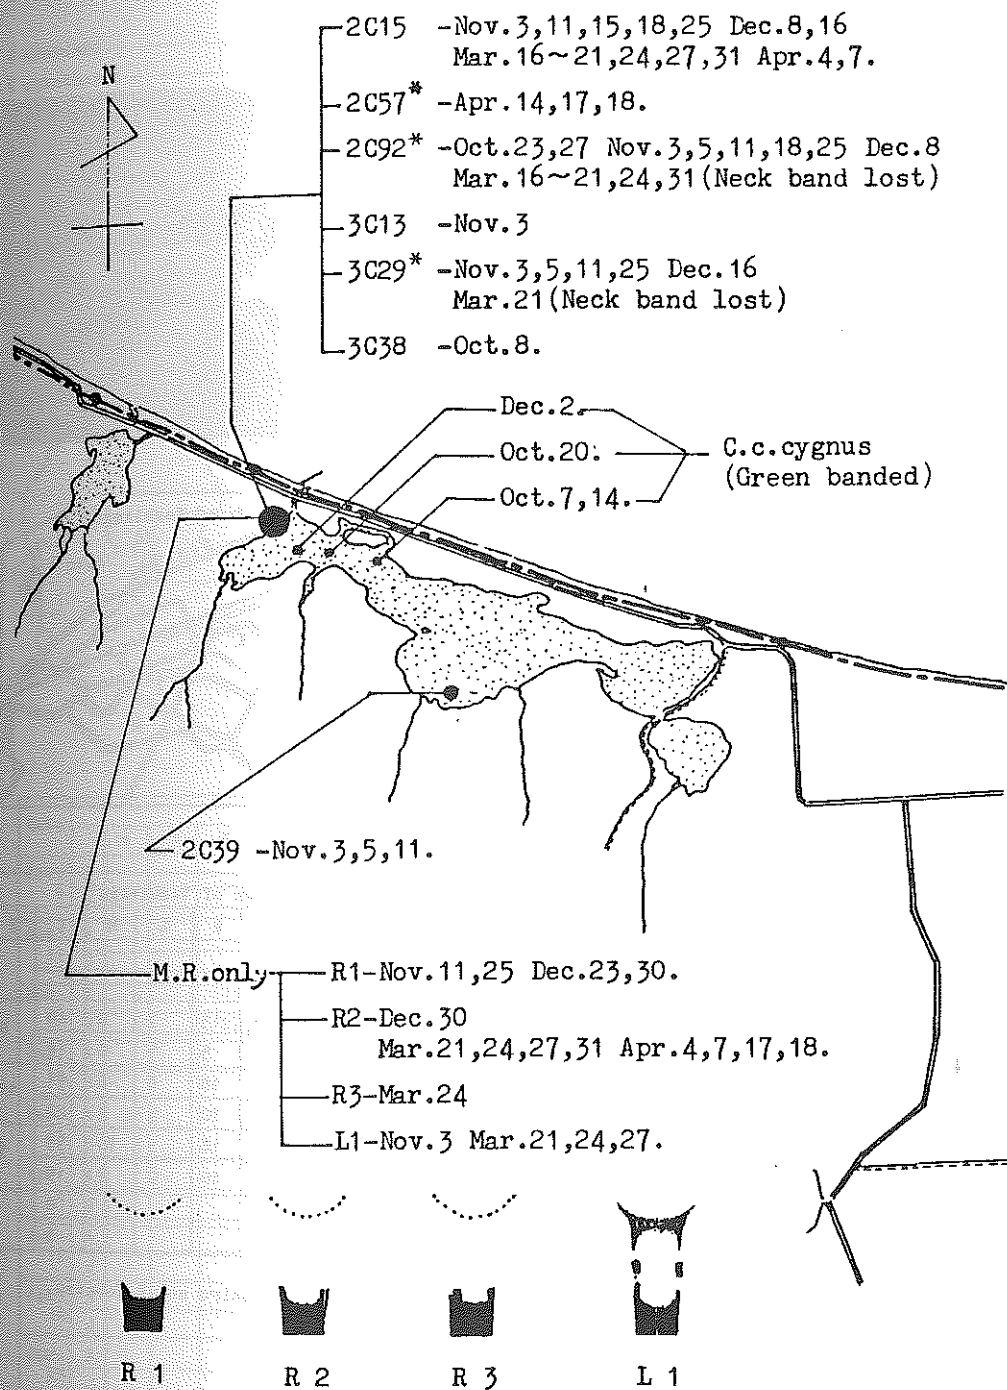 2C15 -Nov.3,11,15,18,25 Dec.8,16
Mar.16~21,24,27,31 Apr.4,7.
N
2C57* -Apr.14,17,18.
2C92* -Oct.23,27 Nov.3,5,11,18,25 Dec.8
Mar.16~21,24,31(Neck band lost)
3C13 -Nov.3
3C29* -Nov.3,5,11,25 Dec.16
Mar.21(Neck band lost)
3C38 -Oct.8.
Dec.2.
Oct.20.
C.c.cygnus
(Green banded)
Oct.7,14.
2C39 -Nov.3,5,11.
M.R.only
R1-Nov.11,25 Dec.23,30.
R2-Dec.30
Mar.21,24,27,31 Apr.4,7,17,18.
R3-Mar.24
L1-Nov.3 Mar.21,24,27.
R 1 R 2 R 3 L 1